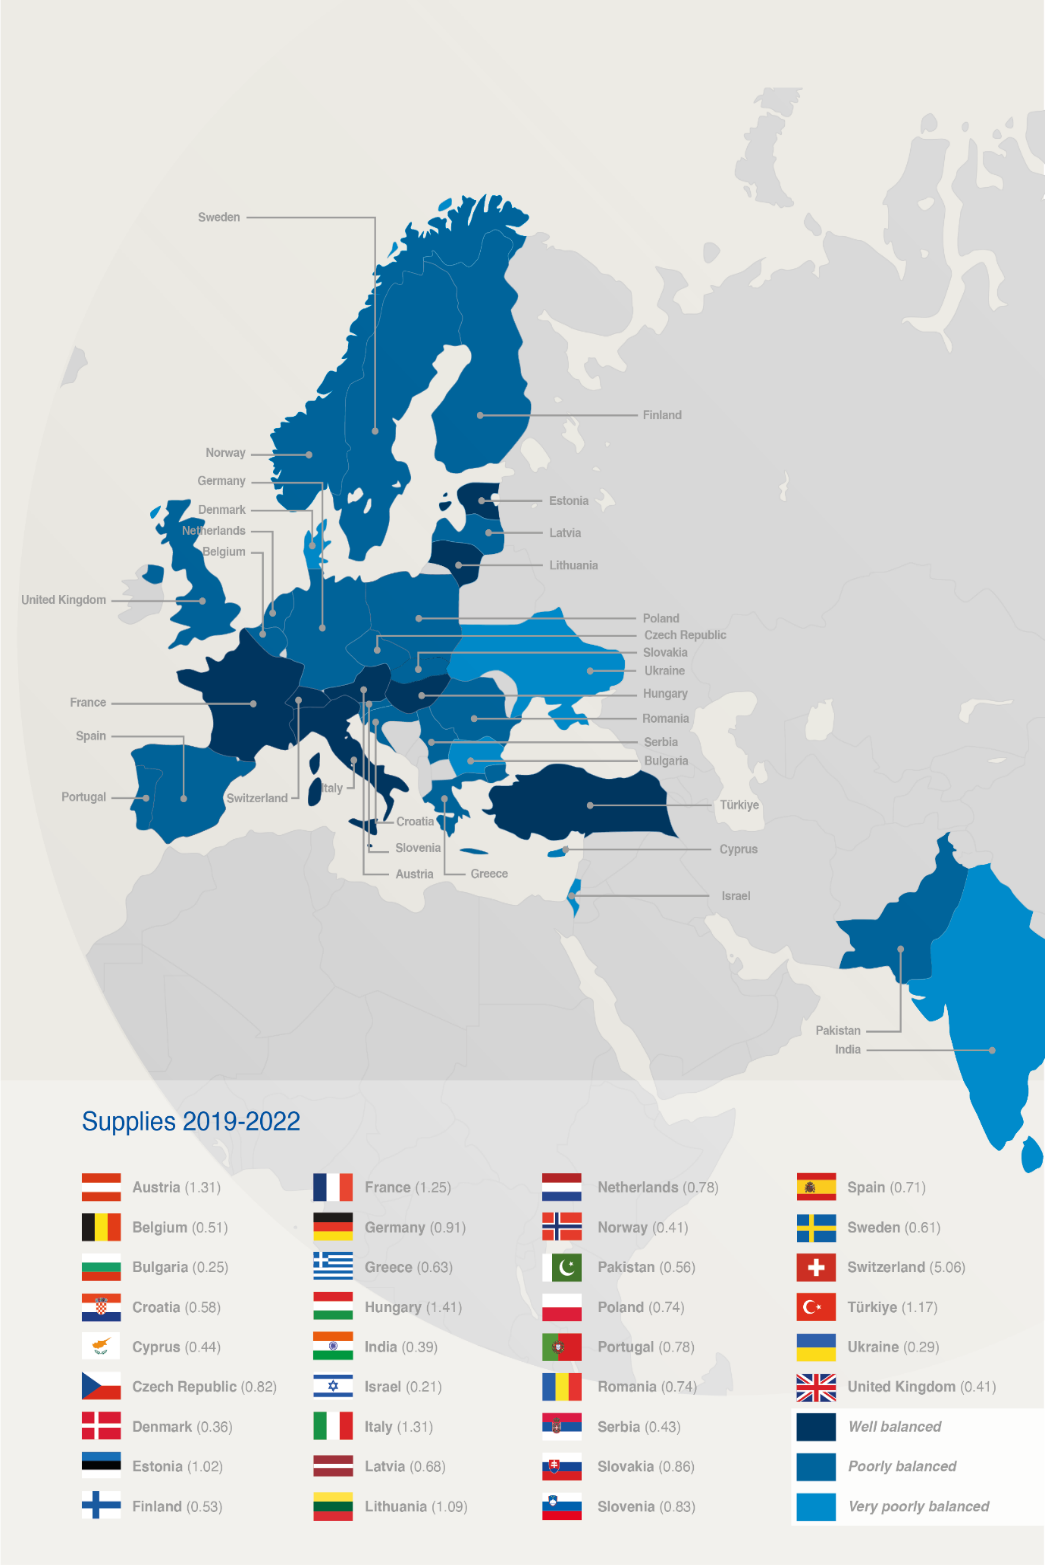 Sweden
Finland
Norway
Germany
Estonia
Denmark
Netherlands
Latvia
Belgium
Lithuania
United Kingdom
Poland
Czech Republic
Slovakia
Ukraine
Hungary
France
Romania
Spain
Serbia
Bulgaria
Italy
Portugal
Switzerland
Türkiye
Croatia
Slovenia
Cyprus
Austria
Greece
Israel
Pakistan
India
Supplies 2019-2022
Austria (1.31)
Belgium (0.51)
Bulgaria (0.25)
Croatia (0.58)
Cyprus (0.44)
Czech Republic (0.82)
Denmark (0.36)
Estonia (1.02)
Finland (0.53)
France (1.25)
Germany (0.91)
Greece (0.63)
Hungary (1.41)
India (0.39)
Israel (0.21)
Italy (1.31)
Latvia (0.68)
Lithuania (1.09)
Netherlands (0.78)
Norway (0.41)
Pakistan (0.56)
Poland (0.74)
Portugal (0.78)
Romania (0.74)
Serbia (0.43)
Slovakia (0.86)
Slovenia (0.83)
Spain (0.71)
Sweden (0.61)
Switzerland (5.06)
Türkiye (1.17)
Ukraine (0.29)
United Kingdom (0.41)
Well balanced
Poorly balanced
Very poorly balanced